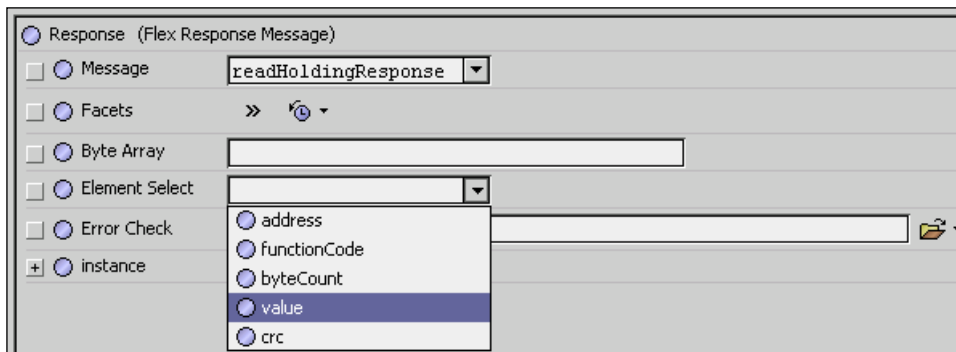 Response (Flex Response Message)
Message readHoldingResponse
Facets »
Byte Array
Element Select
address
Error Check
functionCode
instance
byteCount
value
crc